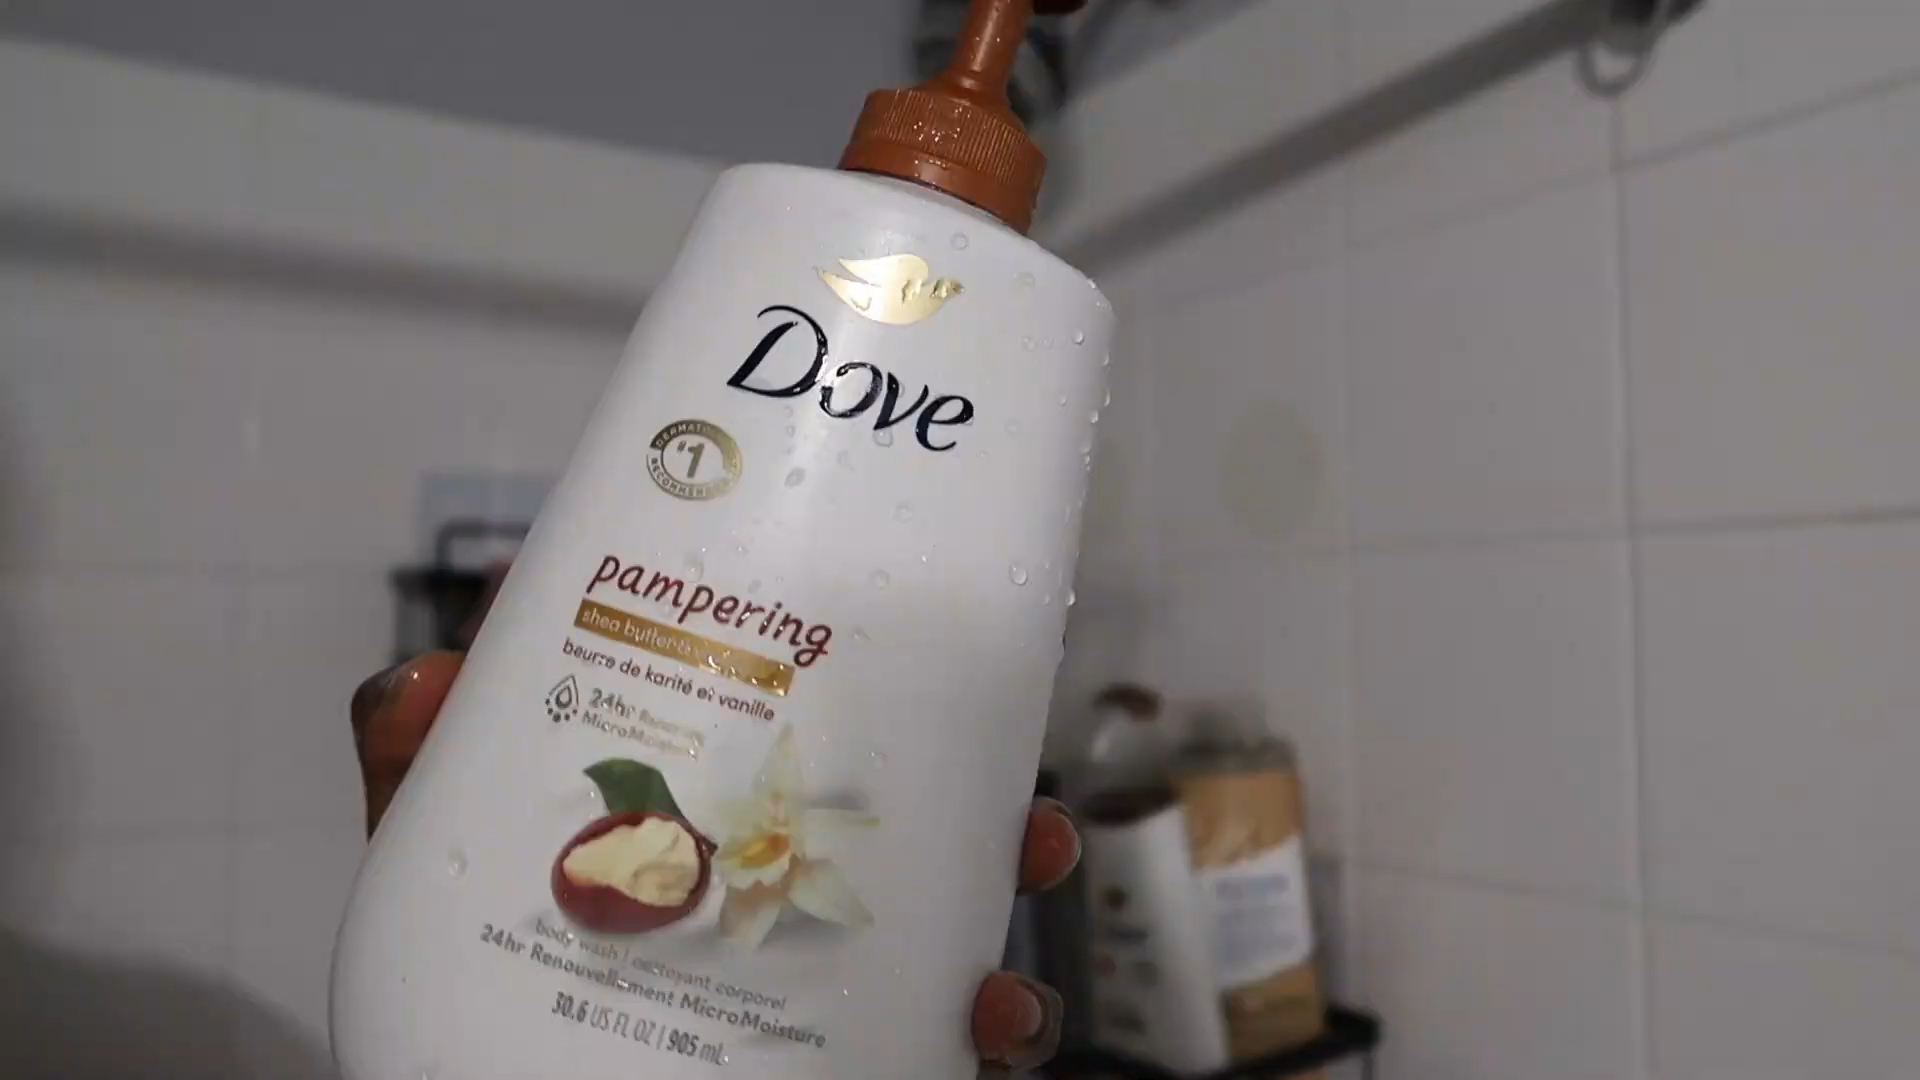 Dove
#1
pampering
shea butter &
beurre de karité et vanille
24hr Renewing
MicroMoisture
body wash | nettoyant corporel
24hr Renouvellement MicroMoisture
30.6 US FL OZ | 905 mL